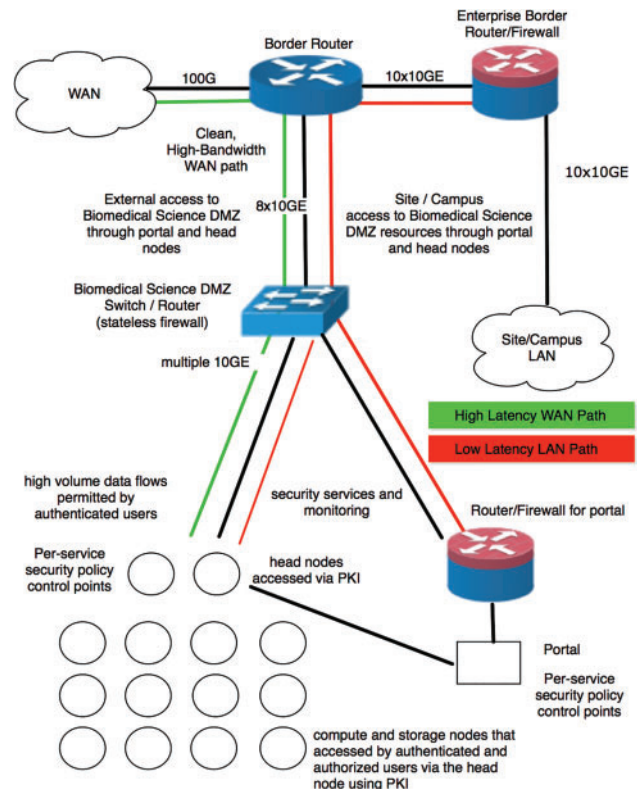 Border Router
Enterprise Border
Router/Firewall
WAN
100G
10x10GE
Clean,
High-Bandwidth
WAN path
10x10GE
External access to
Biomedical Science DMZ
through portal and head
nodes
8x10GE
Site / Campus
access to Biomedical Science
DMZ resources through portal
and head nodes
Biomedical Science DMZ
Switch / Router
(stateless firewall)
Site/Campus
LAN
multiple 10GE
High Latency WAN Path
Low Latency LAN Path
high volume data flows
permitted by
authenticated users
security services and
monitoring
Router/Firewall for portal
Per-service
security policy
control points
head nodes
accessed via PKI
Portal
Per-service
security policy
control points
compute and storage nodes that
accessed by authenticated and
authorized users via the head
node using PKI